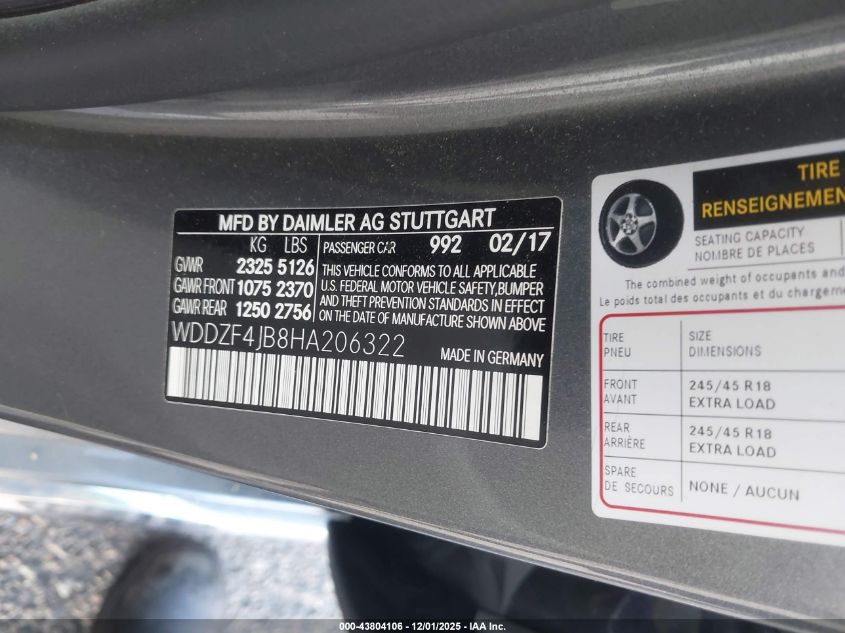 MFD BY DAIMLER AG STUTTGART
KG LBS
GVWR 2325 5126
GAWR FRONT 1075 2370
GAWR REAR 1250 2756
PASSENGER CAR 992 02/17
THIS VEHICLE CONFORMS TO ALL APPLICABLE
U.S. FEDERAL MOTOR VEHICLE SAFETY, BUMPER
AND THEFT PREVENTION STANDARDS IN EFFECT
ON THE DATE OF MANUFACTURE SHOWN ABOVE
WDDZF4JB8HA206322
MADE IN GERMANY
TIRE
RENSEIGNEMEN
SEATING CAPACITY
NOMBRE DE PLACES
The combined weight of occupants and
Le poids total des occupants et du chargeme
TIRE SIZE
PNEU DIMENSIONS
FRONT 245/45 R18
AVANT EXTRA LOAD
REAR 245/45 R18
ARRIÈRE EXTRA LOAD
SPARE NONE / AUCUN
DE SECOURS
000-43804106 - 12/01/2025 - IAA Inc.